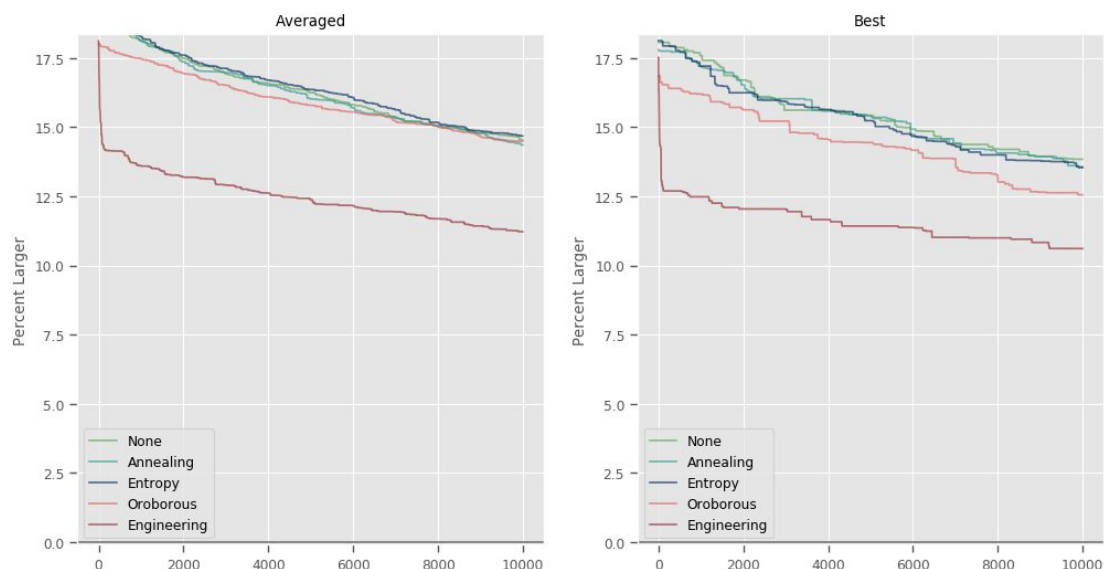 Averaged
Percent Larger
17.5
15.0
12.5
10.0
7.5
5.0
2.5
0.0
None
Annealing
Entropy
Oroborous
Engineering
0 2000 4000 6000 8000 10000
Best
Percent Larger
17.5
15.0
12.5
10.0
7.5
5.0
2.5
0.0
None
Annealing
Entropy
Oroborous
Engineering
0 2000 4000 6000 8000 10000